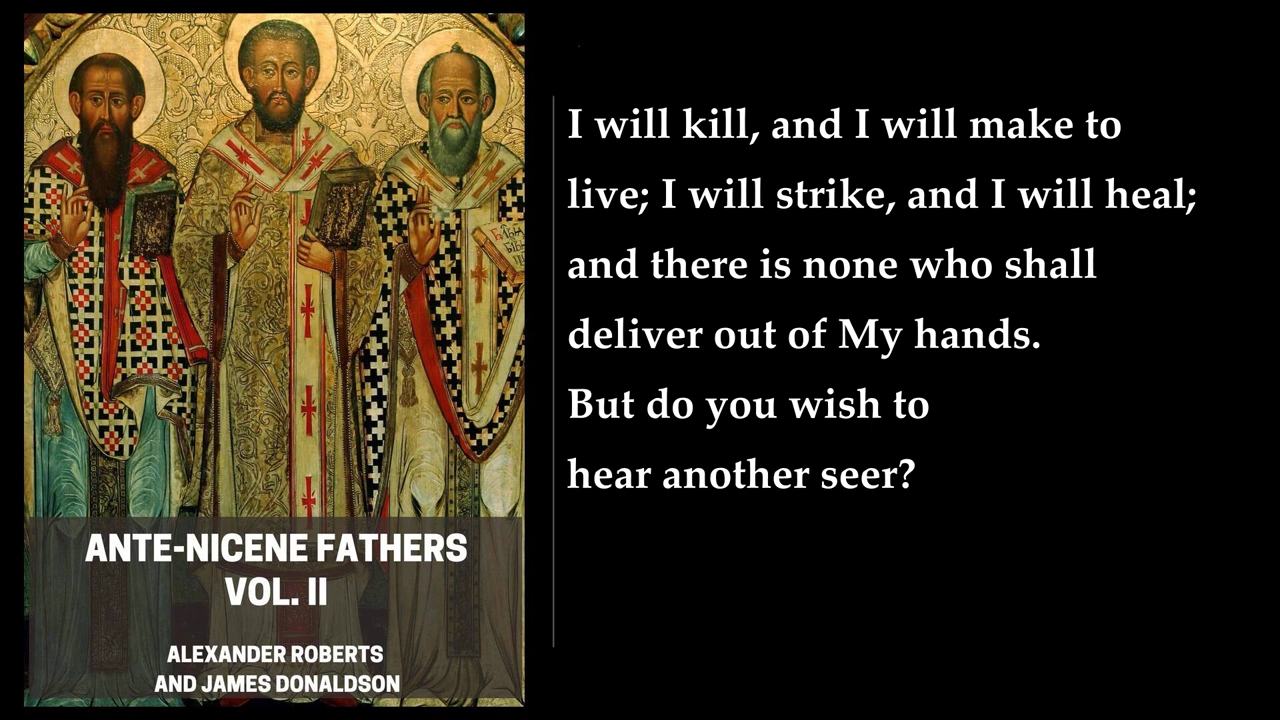 ANTE-NICENE FATHERS
VOL. II
ALEXANDER ROBERTS
AND JAMES DONALDSON
I will kill, and I will make to
live; I will strike, and I will heal;
and there is none who shall
deliver out of My hands.
But do you wish to
hear another seer?